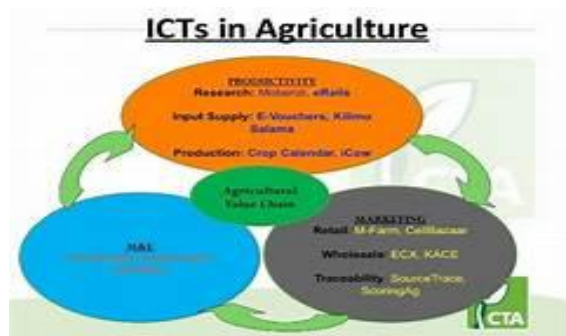 ICTs in Agriculture
PRODUCTIVITY
Research: Mobenzi, eRails
Input Supply: E-Vouchers, Kilimo
Salama
Production: Crop Calendar, iCow
Agricultural
Value Chain
M&E
MARKETING
Retail: M-Farm, CellBazaar
Wholesale: ECX, KACE
Traceability: SourceTrace,
ScoringAg
CTA
CTA